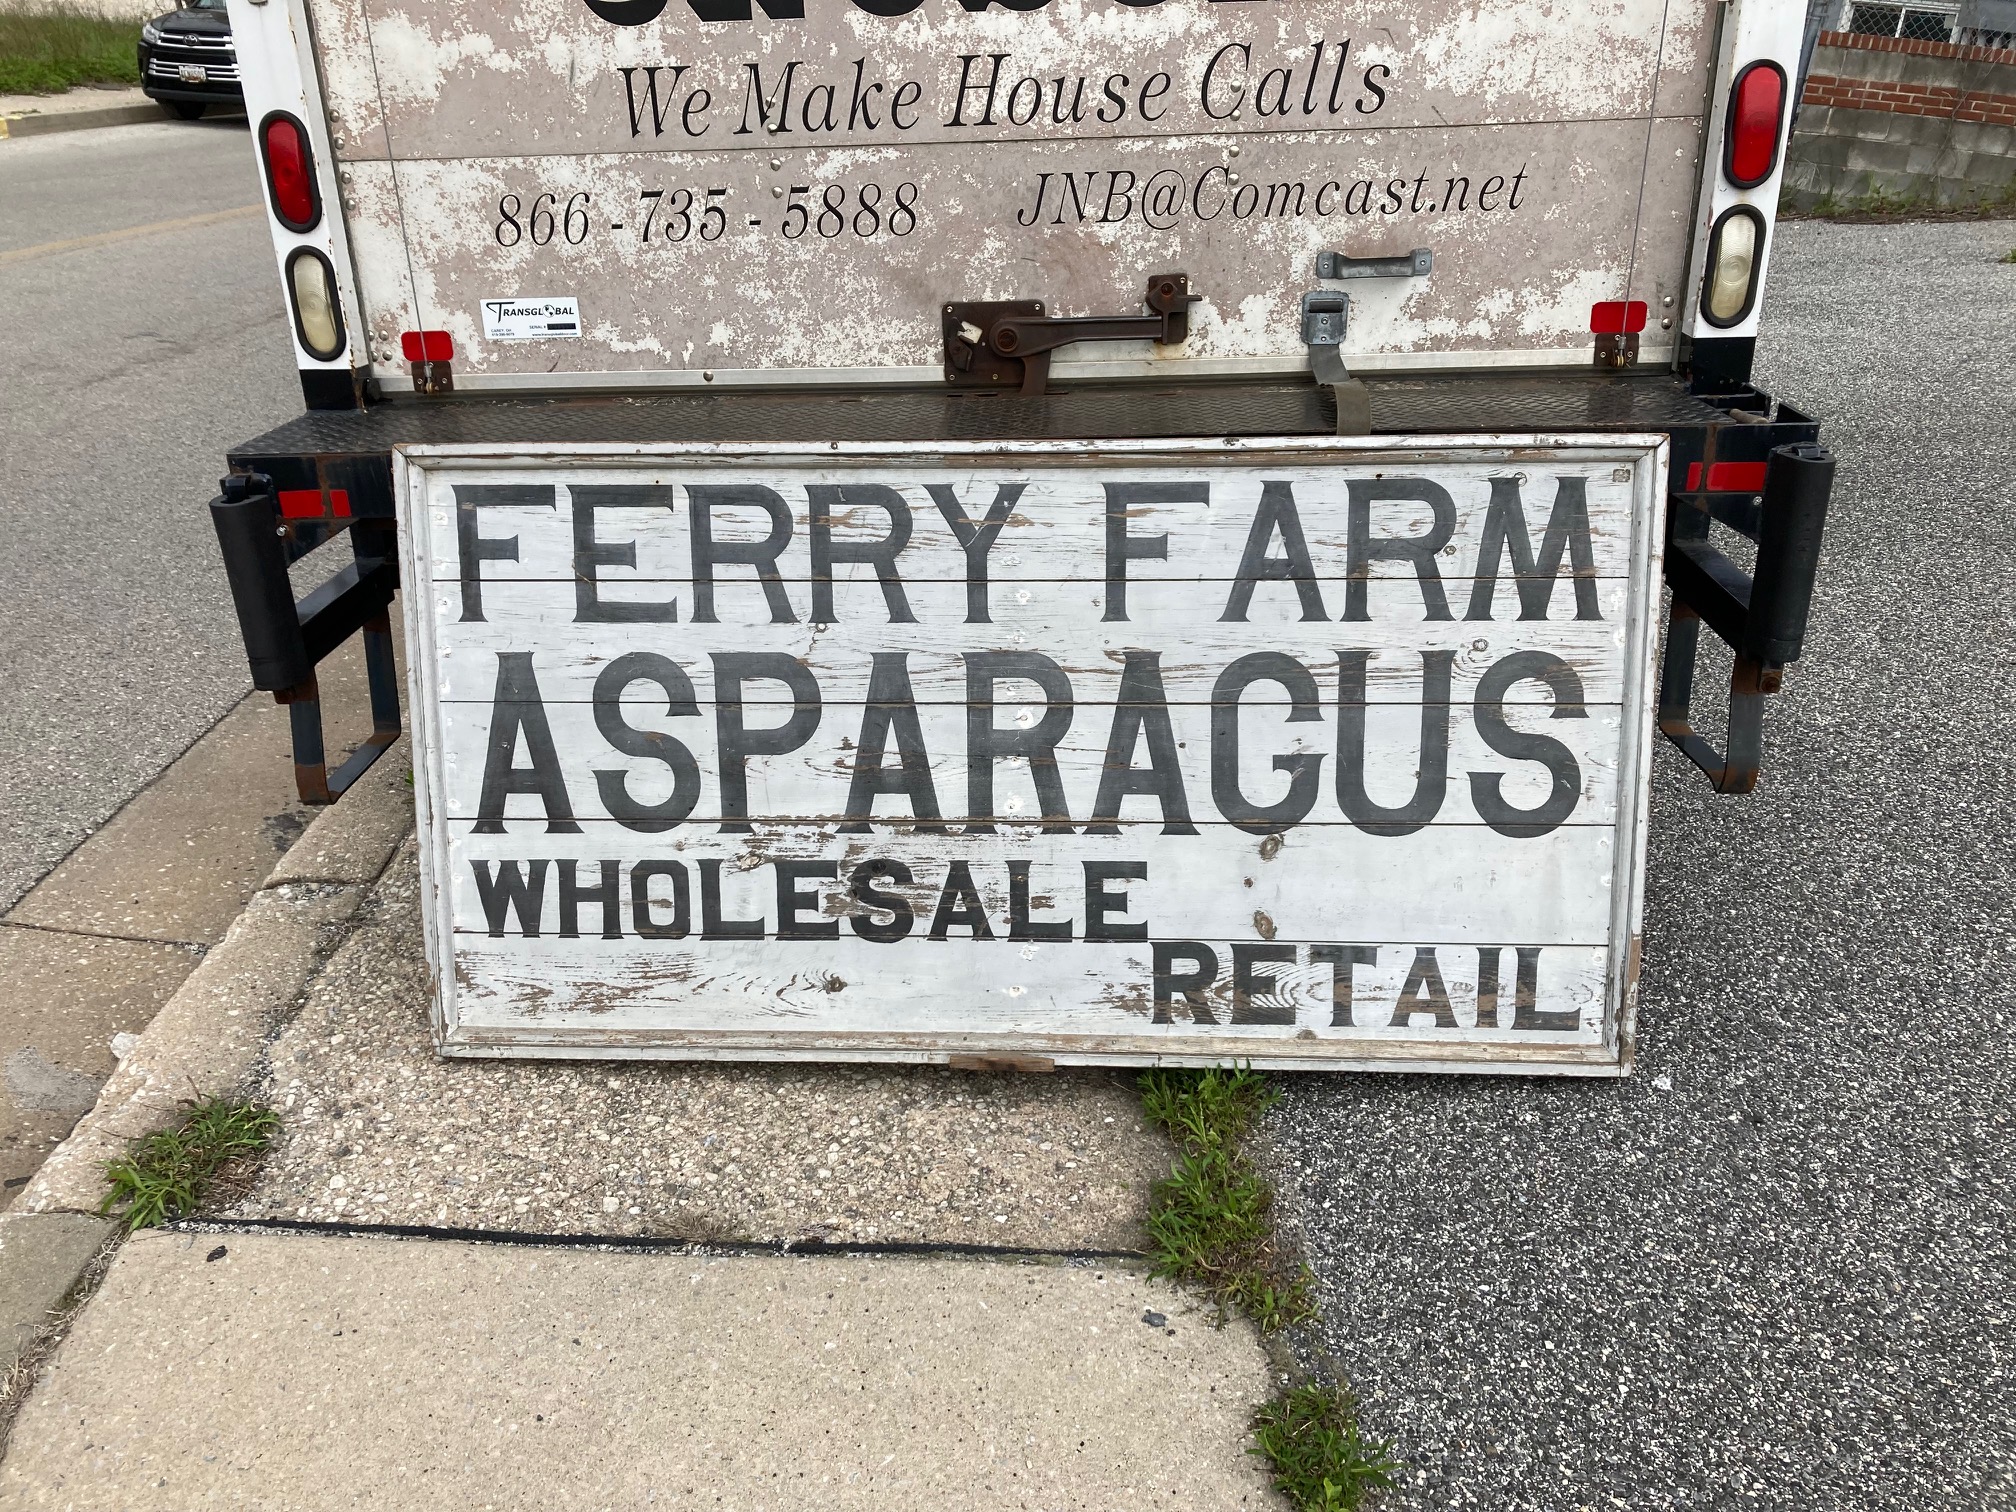 We Make House Calls
866-735-5888 JNB@Comcast.net
TRANSGLOBAL
FERRY FARM
ASPARAGUS
WHOLESALE
RETAIL